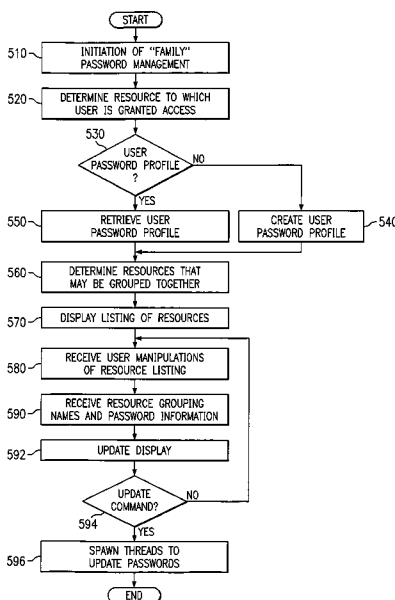 START
510
INITIATION OF "FAMILY"
PASSWORD MANAGEMENT
520
DETERMINE RESOURCE TO WHICH
USER IS GRANTED ACCESS
530
USER
PASSWORD PROFILE
?
NO
YES
550
RETRIEVE USER
PASSWORD PROFILE
CREATE USER
PASSWORD PROFILE
540
560
DETERMINE RESOURCES THAT
MAY BE GROUPED TOGETHER
570
DISPLAY LISTING OF RESOURCES
580
RECEIVE USER MANIPULATIONS
OF RESOURCE LISTING
590
RECEIVE RESOURCE GROUPING
NAMES AND PASSWORD INFORMATION
592
UPDATE DISPLAY
UPDATE
COMMAND?
NO
594
YES
596
SPAWN THREADS TO
UPDATE PASSWORDS
END